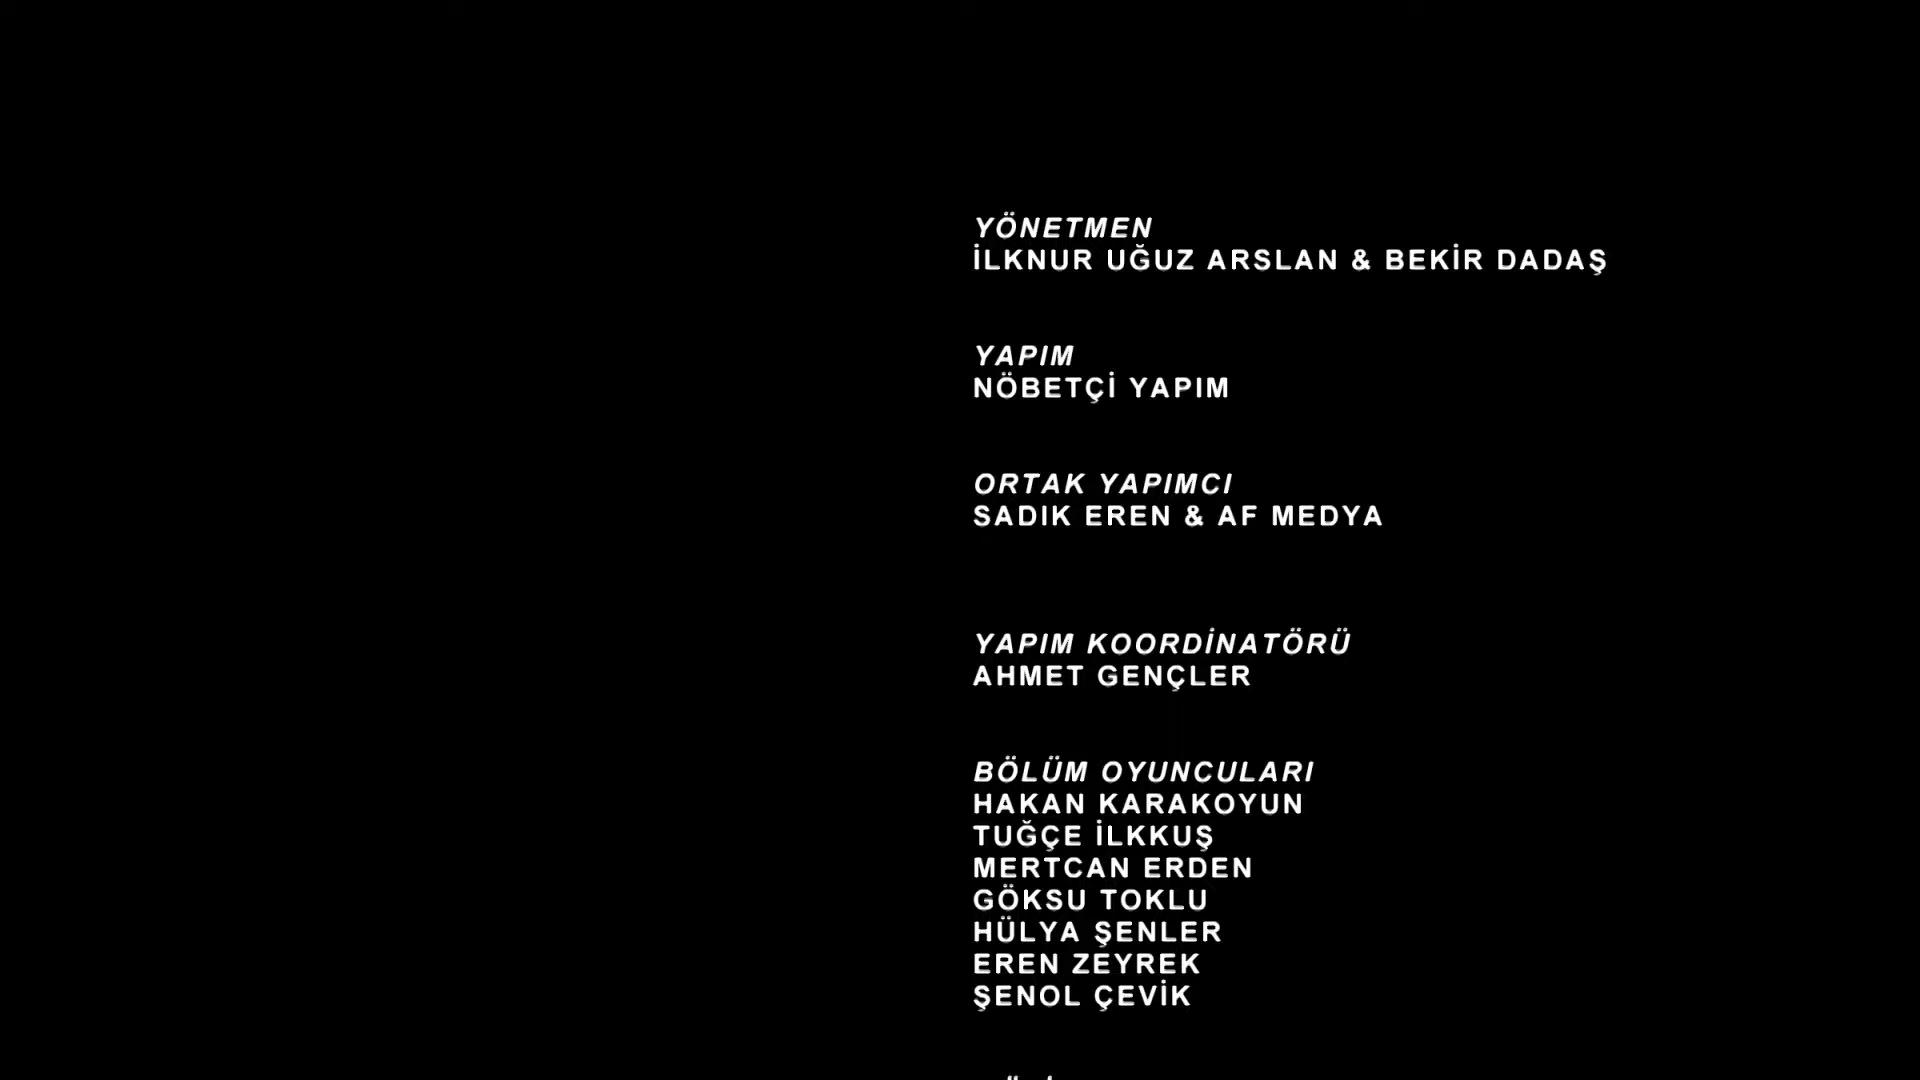 YÖNETMEN
İLKNUR UĞUZ ARSLAN & BEKİR DADAŞ
YAPIM
NÖBETÇİ YAPIM
ORTAK YAPIMCI
SADIK EREN & AF MEDYA
YAPIM KOORDİNATÖRÜ
AHMET GENÇLER
BÖLÜM OYUNCULARI
HAKAN KARAKOYUN
TUĞÇE İLKKUŞ
MERTCAN ERDEN
GÖKSU TOKLU
HÜLYA ŞENLER
EREN ZEYREK
ŞENOL ÇEVİK